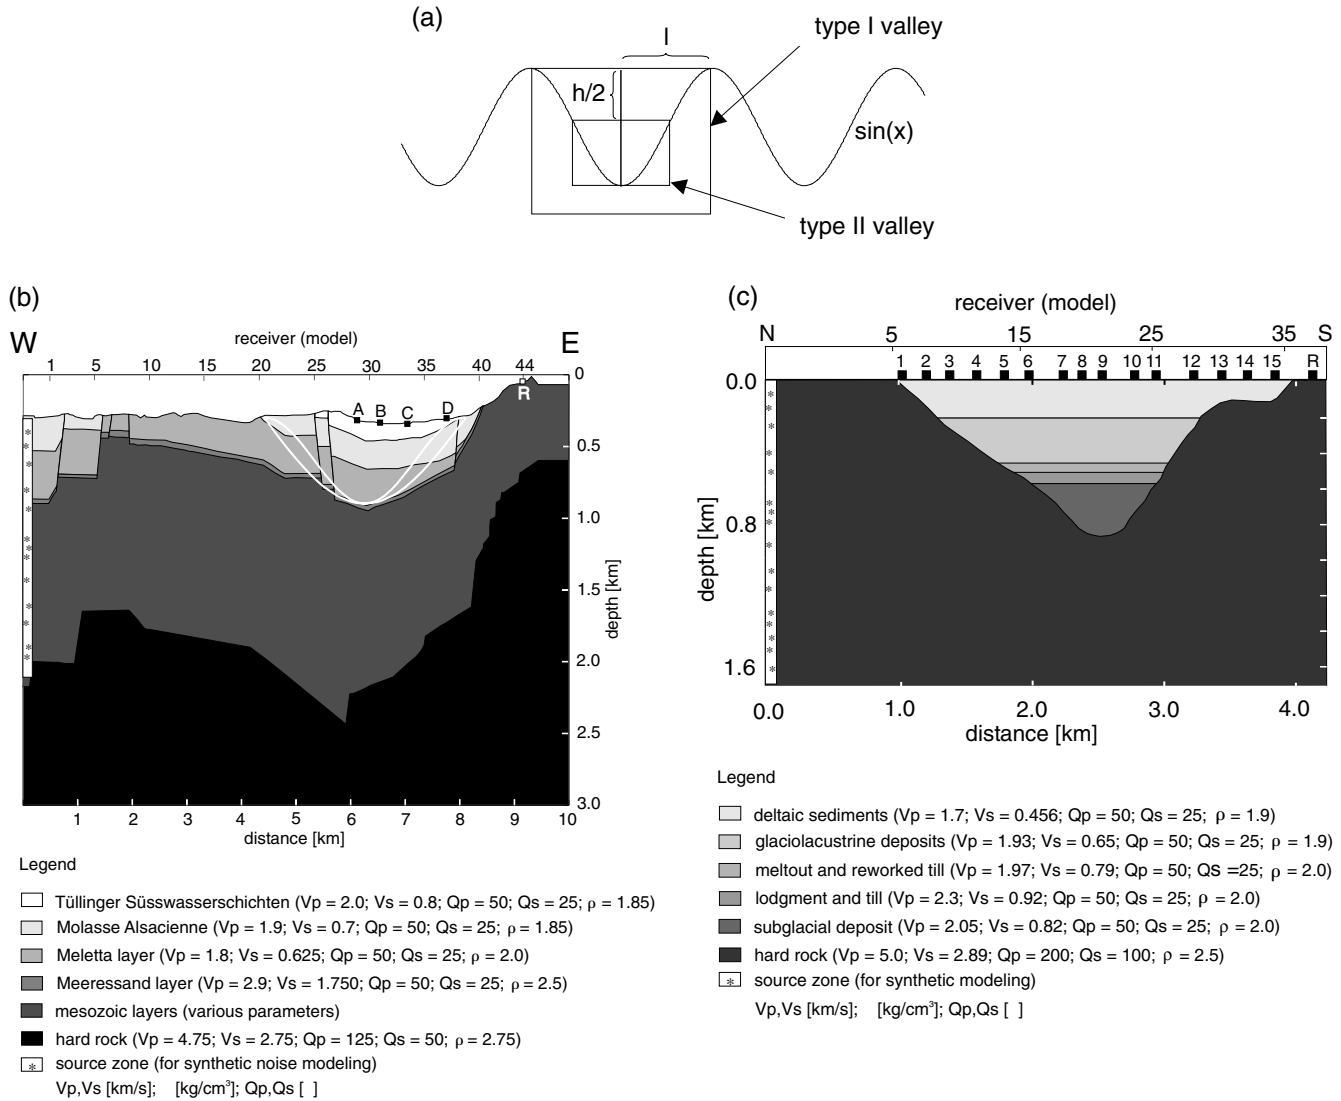 (a)
l
type I valley
h/2
sin(x)
type II valley
(b)
W
receiver (model)
E
1 5 10 15 20 25 30 35 40 44
R
A B C D
0
0.5
1.0
1.5
2.0
2.5
3.0
depth [km]
1 2 3 4 5 6 7 8 9 10
distance [km]
Legend
Tüllinger Süsswasserschichten (Vp = 2.0; Vs = 0.8; Qp = 50; Qs = 25; ρ = 1.85)
Molasse Alsacienne (Vp = 1.9; Vs = 0.7; Qp = 50; Qs = 25; ρ = 1.85)
Meletta layer (Vp = 1.8; Vs = 0.625; Qp = 50; Qs = 25; ρ = 2.0)
Meeressand layer (Vp = 2.9; Vs = 1.750; Qp = 50; Qs = 25; ρ = 2.5)
mesozoic layers (various parameters)
hard rock (Vp = 4.75; Vs = 2.75; Qp = 125; Qs = 50; ρ = 2.75)
source zone (for synthetic noise modeling)
Vp,Vs [km/s]; [kg/cm³]; Qp,Qs [ ]
(c)
receiver (model)
N 5 15 25 35 S
1 2 3 4 5 6 7 8 9 10 11 12 13 14 15 R
0.0
0.8
1.6
depth [km]
0.0 1.0 2.0 3.0 4.0
distance [km]
Legend
deltaic sediments (Vp = 1.7; Vs = 0.456; Qp = 50; Qs = 25; ρ = 1.9)
glaciolacustrine deposits (Vp = 1.93; Vs = 0.65; Qp = 50; Qs = 25; ρ = 1.9)
meltout and reworked till (Vp = 1.97; Vs = 0.79; Qp = 50; Qs =25; ρ = 2.0)
lodgment and till (Vp = 2.3; Vs = 0.92; Qp = 50; Qs = 25; ρ = 2.0)
subglacial deposit (Vp = 2.05; Vs = 0.82; Qp = 50; Qs = 25; ρ = 2.0)
hard rock (Vp = 5.0; Vs = 2.89; Qp = 200; Qs = 100; ρ = 2.5)
source zone (for synthetic modeling)
Vp,Vs [km/s]; [kg/cm³]; Qp,Qs [ ]